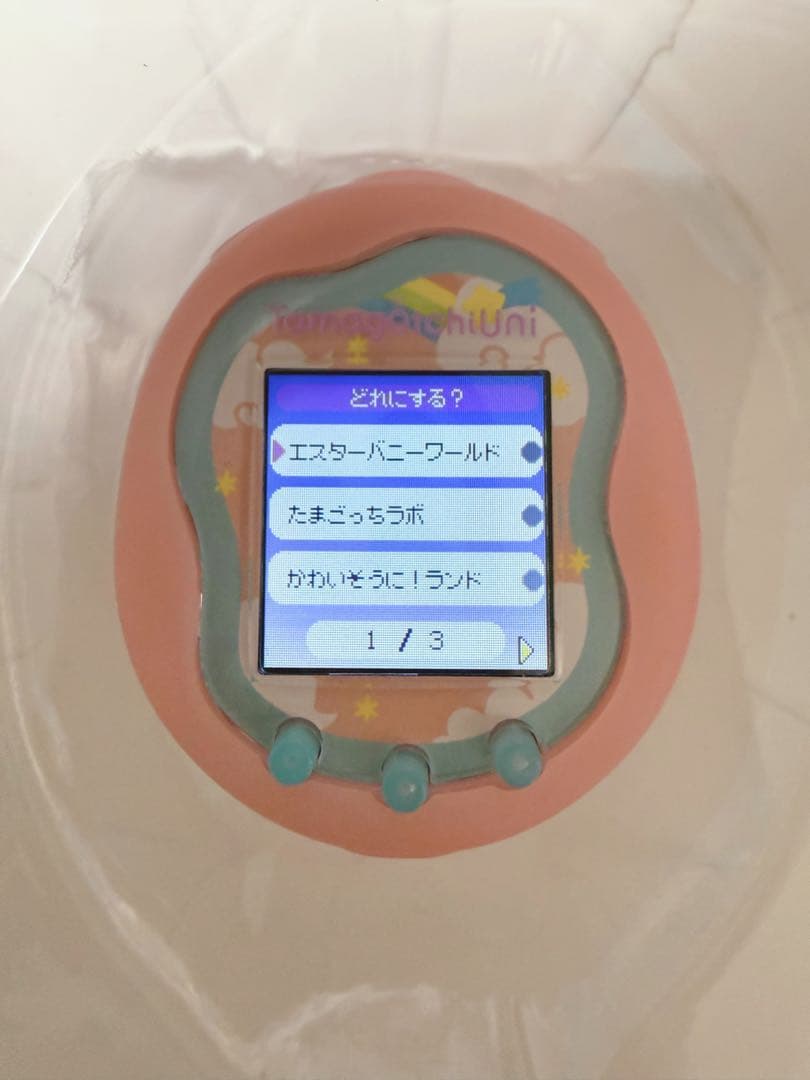 TamagotchiUni
どれにする？
エスターバニーワールド
たまごっちラボ
かわいそうに！ランド
1 / 3